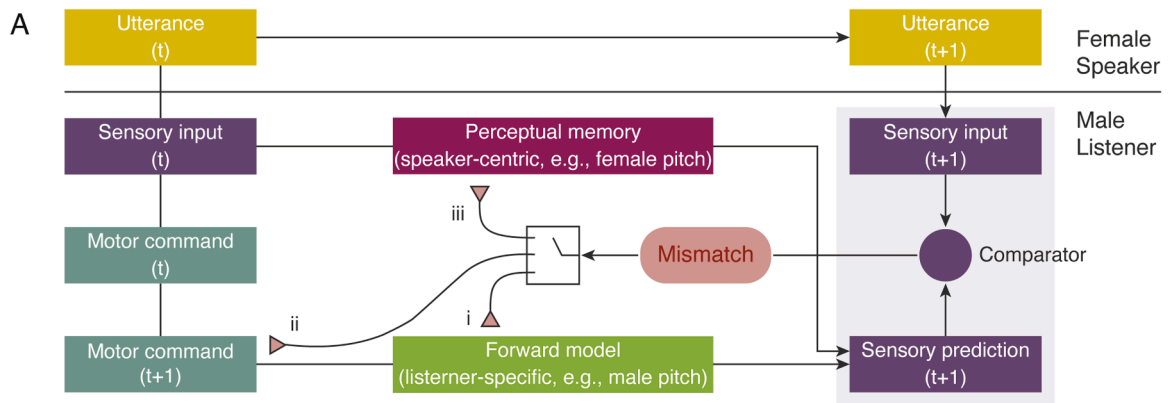 A
Utterance
(t)
Utterance
(t+1)
Female
Speaker
Sensory input
(t)
Perceptual memory
(speaker-centric, e.g., female pitch)
Sensory input
(t+1)
Male
Listener
iii
Motor command
(t)
Mismatch
Comparator
ii
i
Motor command
(t+1)
Forward model
(listerner-specific, e.g., male pitch)
Sensory prediction
(t+1)